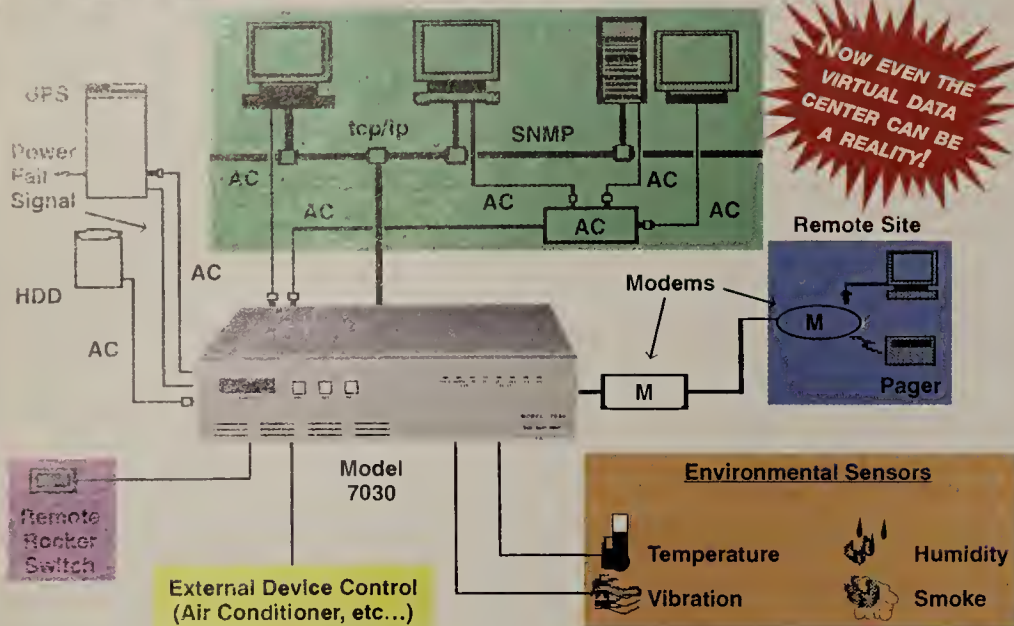 NOW EVEN THE
VIRTUAL DATA
CENTER CAN BE
A REALITY!
tcp/ip
SNMP
AC
AC
AC
AC
AC
AC
Power
Fail
Signal
AC
HDD
AC
Remote Site
Modems
M
M
Pager
Model
7030
Remote
Rocker
Switch
External Device Control
(Air Conditioner, etc...)
Environmental Sensors
Temperature
Humidity
Vibration
Smoke